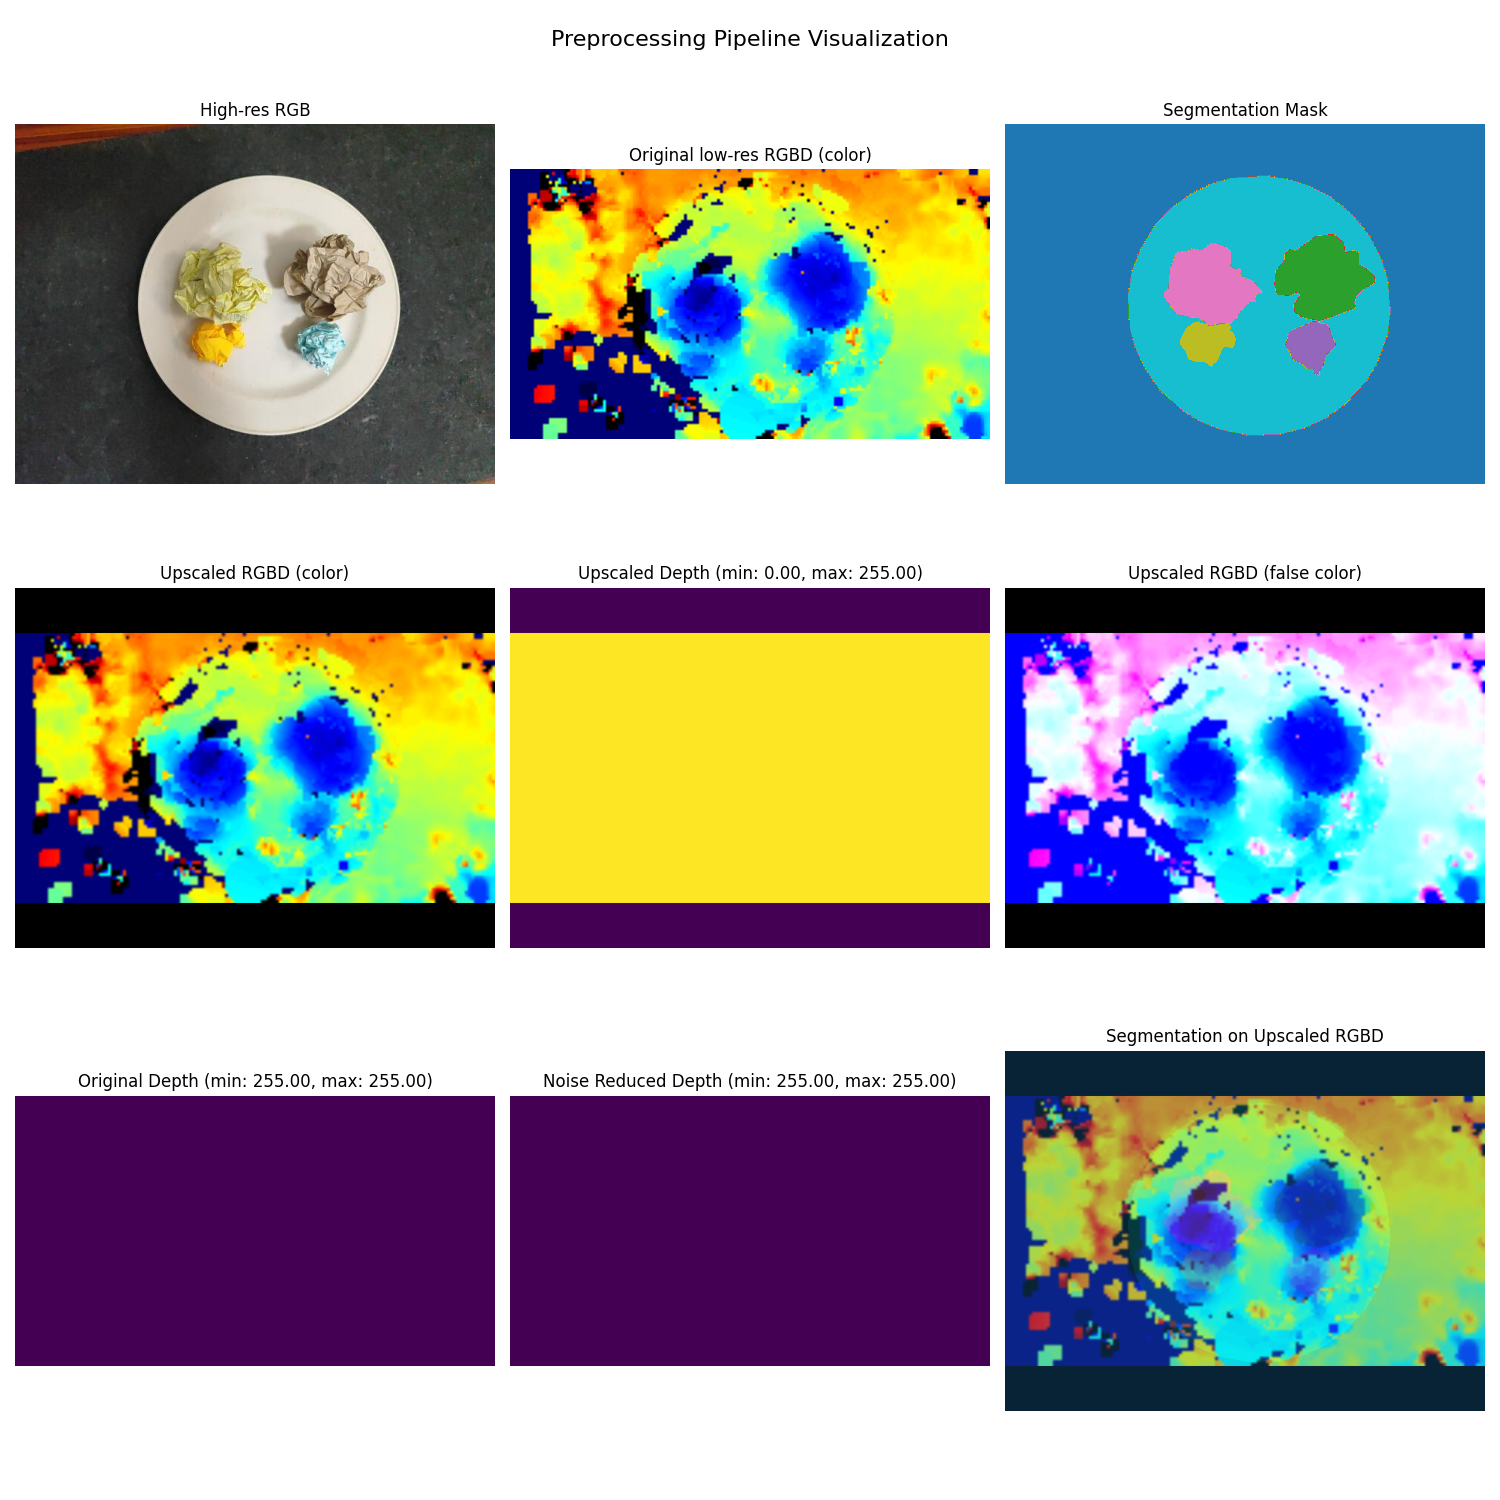 Preprocessing Pipeline Visualization
High-res RGB
Original low-res RGBD (color)
Segmentation Mask
Upscaled RGBD (color)
Upscaled Depth (min: 0.00, max: 255.00)
Upscaled RGBD (false color)
Original Depth (min: 255.00, max: 255.00)
Noise Reduced Depth (min: 255.00, max: 255.00)
Segmentation on Upscaled RGBD